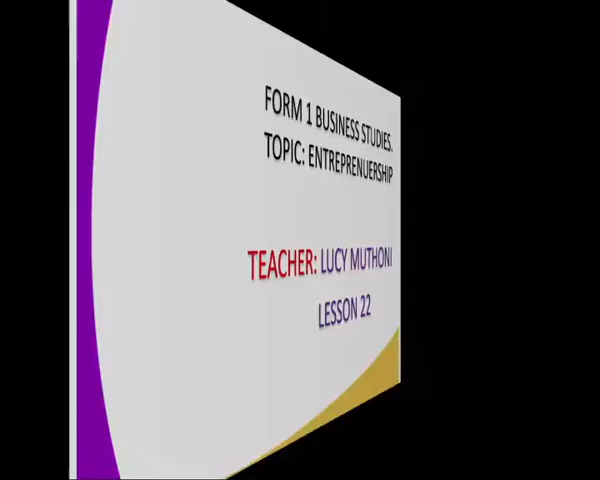 FORM 1 BUSINESS STUDIES.
TOPIC: ENTREPRENUERSHIP
TEACHER: LUCY MUTHONI
LESSON 22